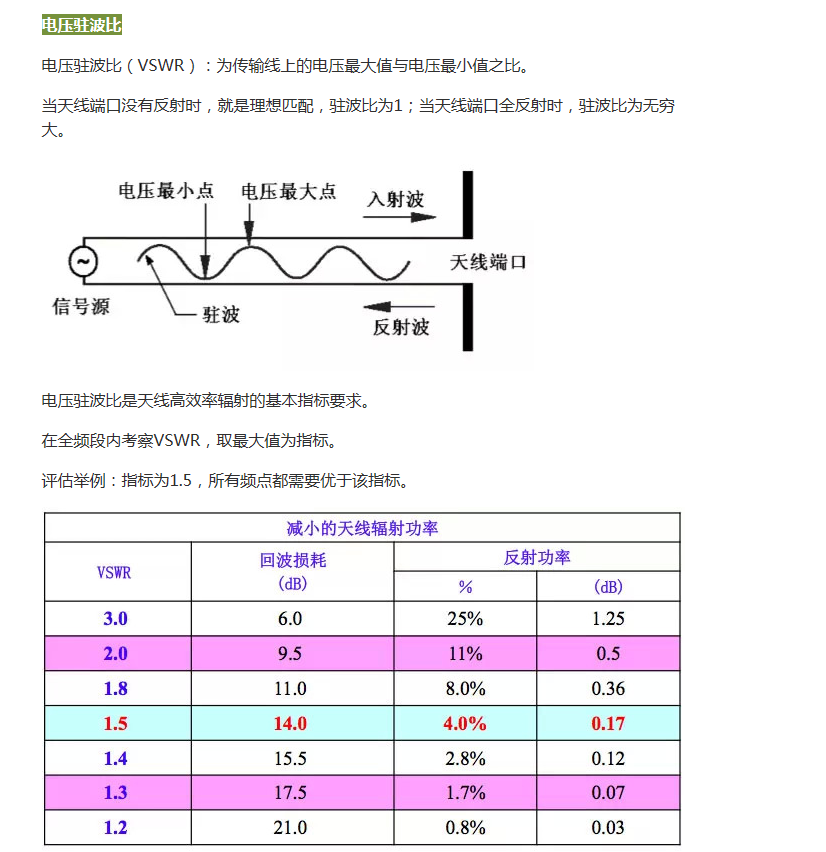 电压驻波比
电压驻波比（VSWR）：为传输线上的电压最大值与电压最小值之比。
当天线端口没有反射时，就是理想匹配，驻波比为1；当天线端口全反射时，驻波比为无穷
大。
电压最小点 电压最大点 入射波
天线端口
信号源 驻波
反射波
电压驻波比是天线高效率辐射的基本指标要求。
在全频段内考察VSWR，取最大值为指标。
评估举例：指标为1.5，所有频点都需要优于该指标。
减小的天线辐射功率
VSWR 回波损耗 (dB) 反射功率
% (dB)
3.0 6.0 25% 1.25
2.0 9.5 11% 0.5
1.8 11.0 8.0% 0.36
1.5 14.0 4.0% 0.17
1.4 15.5 2.8% 0.12
1.3 17.5 1.7% 0.07
1.2 21.0 0.8% 0.03